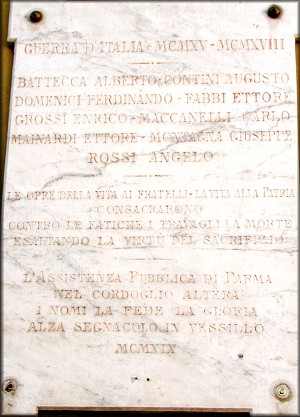 GUERRA D'ITALIA - MCMXV - MCMXVIII
BATTECCA ALBERTO - CONTINI AUGUSTO
DOMENICI FERDINANDO - FABBI ETTORE
GROSSI ENRICO - MACCANELLI CARLO
MAINARDI ETTORE - MONTAGNA GIUSEPPE
ROSSI ANGELO
LE OPRE DELLA VITA AI FRATELLI - LA VITA ALLA PATRIA
CONSACRARONO
CONTRO LE FATICHE I TRAVAGLI LA MORTE
ESALTANDO LA VIRTÙ DEL SACRIFICIO
L'ASSISTENZA PUBBLICA DI PARMA
NEL CORDOGLIO ALTERA
I NOMI LA FEDE LA GLORIA
ALZA SEGNACOLO IN VESSILLO
MCMXIX